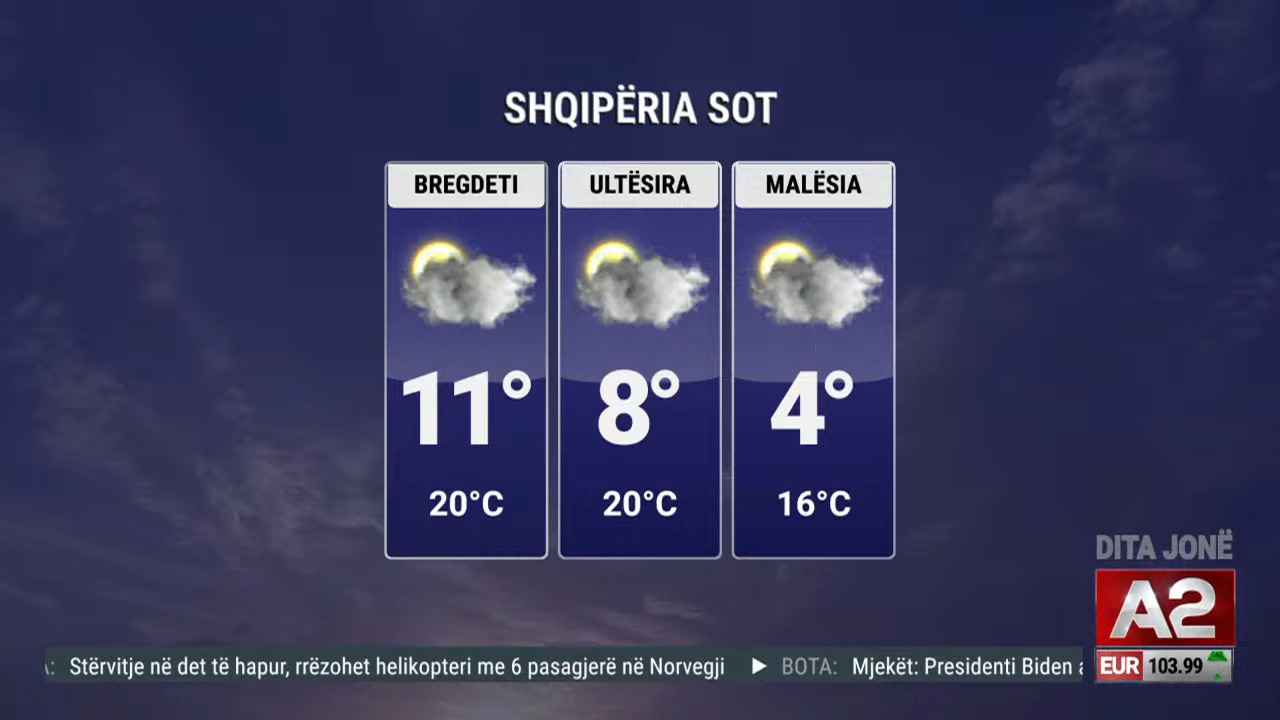 SHQIPËRIA SOT
BREGDETI
ULTËSIRA
MALËSIA
11°
8°
4°
20°C
20°C
16°C
DITA JONË
A2
EUR 103.99
Stërvitje në det të hapur, rrëzohet helikopteri me 6 pasagjerë në Norvegji ▶ BOTA: Mjekët: Presidenti Biden